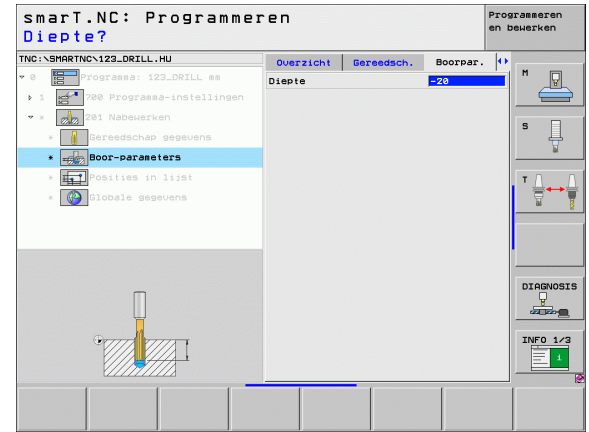 smarT.NC: Programmeren
Programmeren
en bewerken
Diepte?
TNC:\SMARTNC\123_DRILL.HU
Overzicht Gereedsch. Boorpar.
0 Programma: 123_DRILL mm
1 700 Programma-instellingen
* 201 Nabewerken
* Gereedschap gegevens
* Boor-parameters
* Posities in lijst
* Globale gegevens
Diepte -20
M
S
T
DIAGNOSIS
INFO 1/3
i